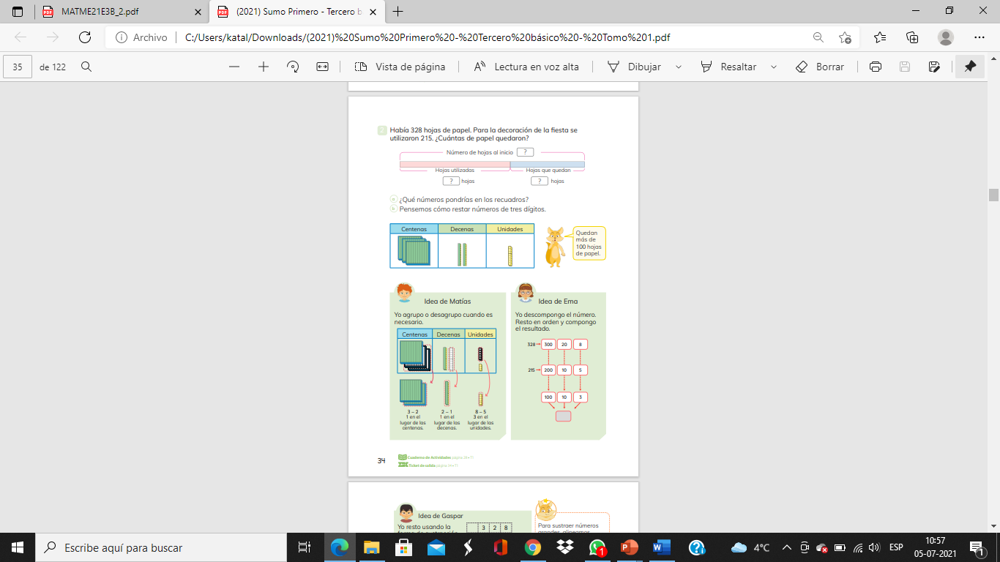 MATME21E3B_2.pdf
(2021) Sumo Primero - Tercero b
Archivo
C:/Users/katal/Downloads/(2021)%20Sumo%20Primero%20-%20Tercero%20básico%20-%20Tomo%201.pdf
35 de 122
Vista de página
Lectura en voz alta
Dibujar
Resaltar
Borrar
2 Había 328 hojas de papel. Para la decoración de la fiesta se
utilizaron 215. ¿Cuántas de papel quedaron?
Número de hojas al inicio ?
Hojas utilizadas Hojas que quedan
? hojas ? hojas
a ¿Qué números pondrías en los recuadros?
b Pensemos cómo restar números de tres dígitos.
Centenas Decenas Unidades
Quedan
más de
100 hojas
de papel.
Idea de Matías
Yo agrupo o desagrupo cuando es
necesario.
Centenas Decenas Unidades
3 – 2
1 en el
lugar de las
centenas.
2 – 1
1 en el
lugar de las
decenas.
8 – 5
3 en el
lugar de las
unidades.
Idea de Ema
Yo descompongo el número.
Resto en orden y compongo
el resultado.
328 300 20 8
215 200 10 5
100 10 3
34
Cuaderno de Actividades
Ticket de salida
Idea de Gaspar
Yo resto usando la
3 2 8
Para sustraer números
Escribe aquí para buscar
1
4°C
ESP
10:57
05-07-2021
1